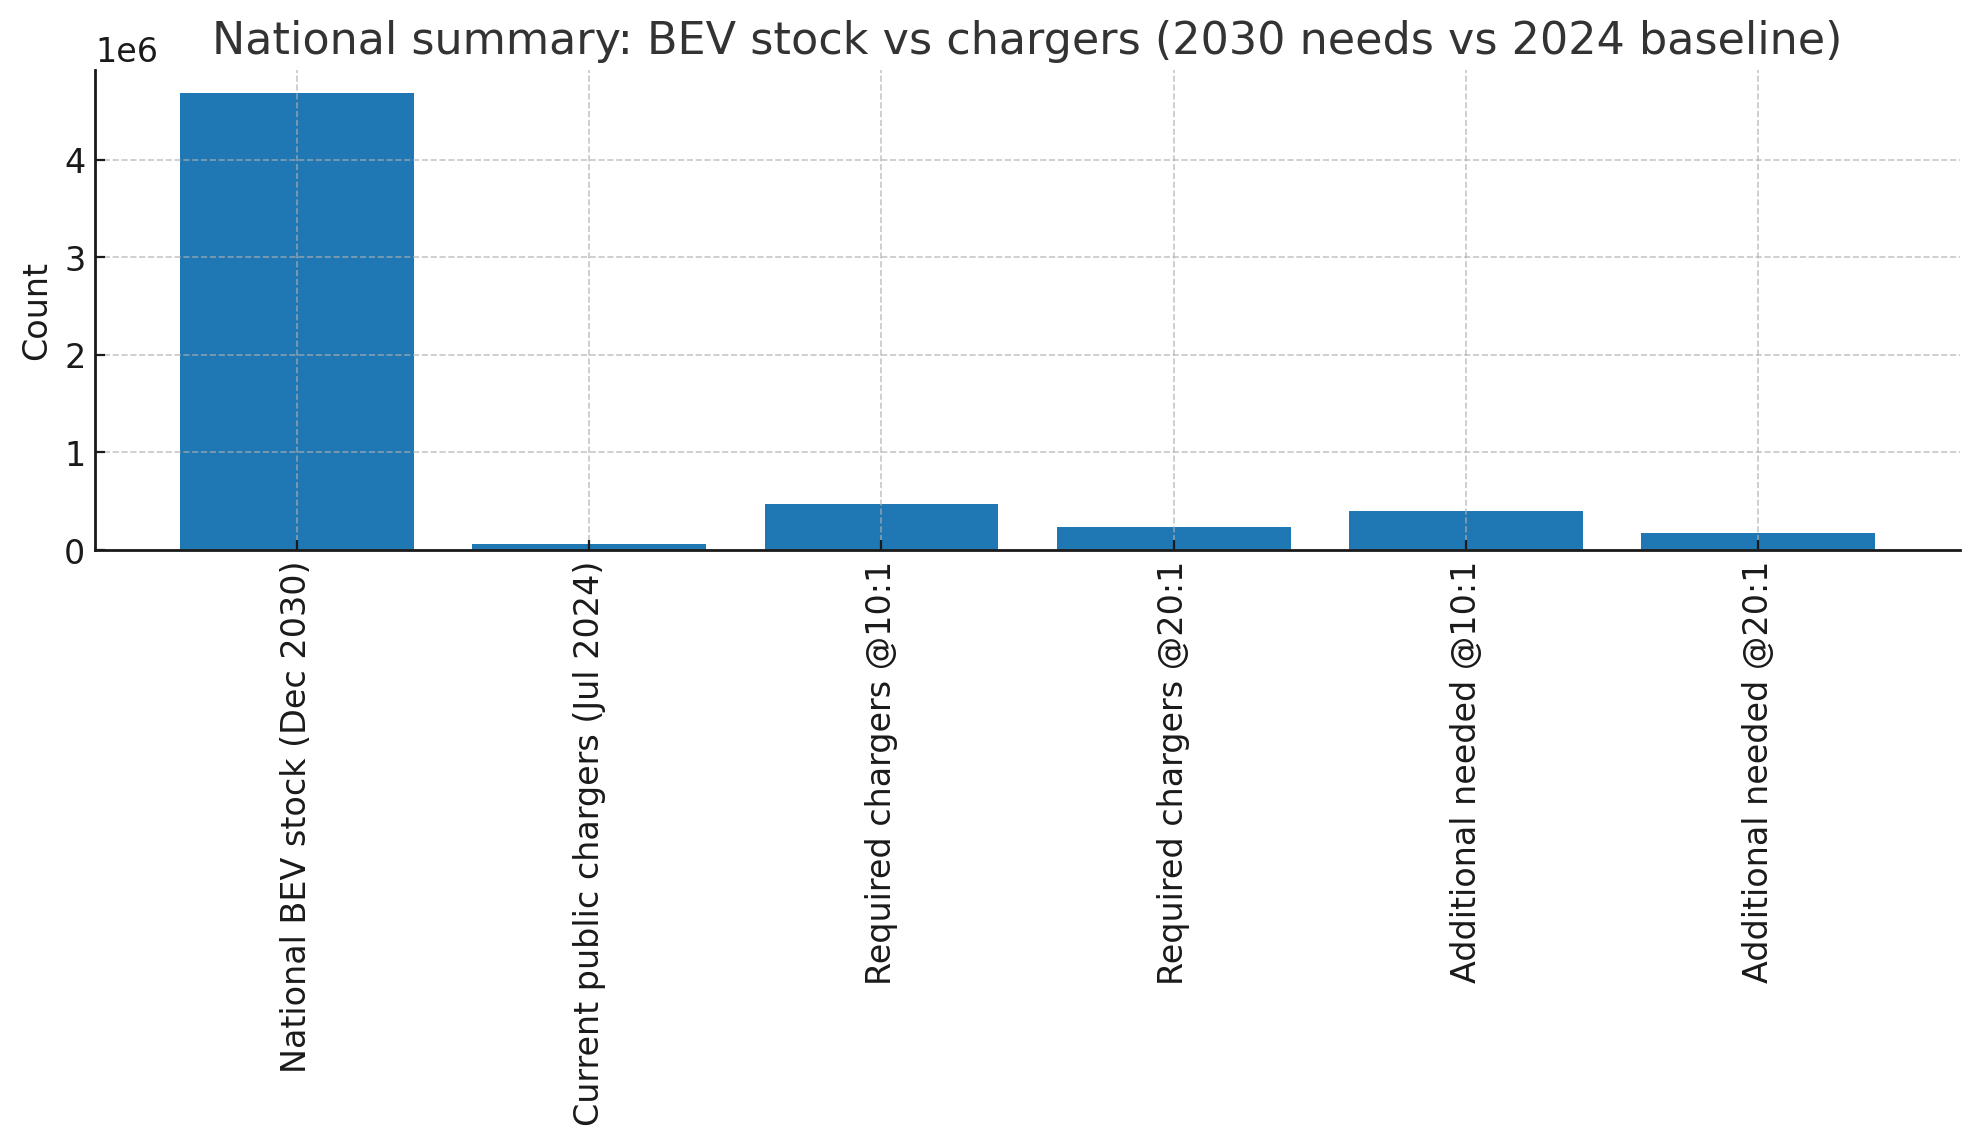 National summary: BEV stock vs chargers (2030 needs vs 2024 baseline)
1e6
Count
4
3
2
1
0
National BEV stock (Dec 2030)
Current public chargers (Jul 2024)
Required chargers @10:1
Required chargers @20:1
Additional needed @10:1
Additional needed @20:1